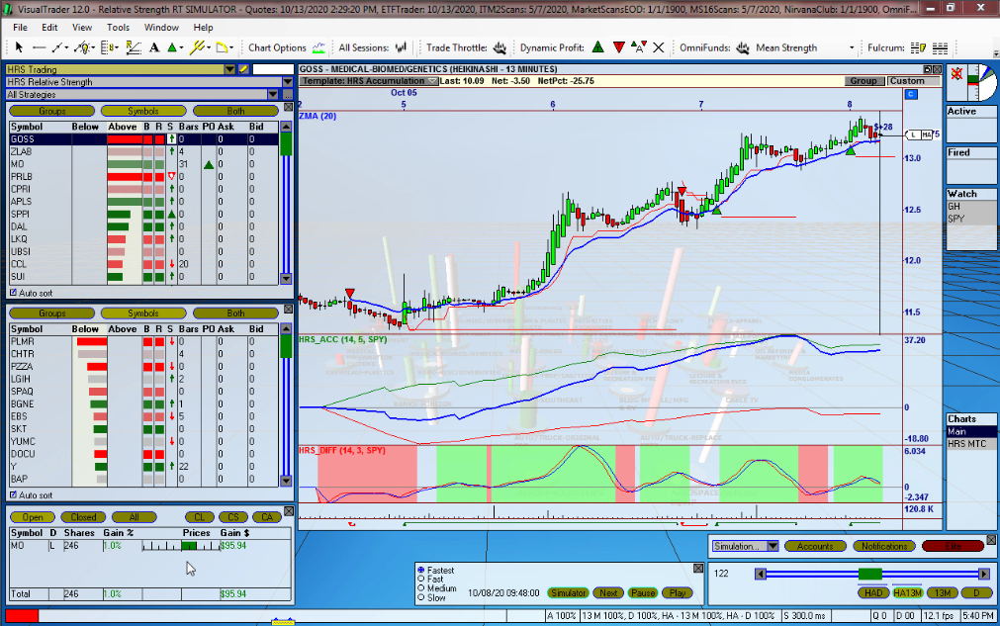 VisualTrader 12.0 - Relative Strength RT SIMULATOR - Quotes: 10/13/2020 2:29:20 PM, ETFTrader: 10/13/2020, ITM2Scans: 5/7/2020, MarketScansEOD: 1/1/1900, MS16Scans: 5/7/2020, NirvanaClub: 1/1/1900, OmniF
File Edit View Tools Window Help
A Chart Options All Sessions: Trade Throttle: Dynamic Profit: OmniFunds: Mean Strength Fulcrum:
HRS Trading
HRS Relative Strength
All Strategies
Groups Symbols Both
Symbol Below Above B R S Bars PO Ask Bid
GOSS 0 0 0
ZLAB 4 0 0
MO 31 0 0
PRLB 0 0 0
CPRI 0 0 0
APLS 0 0 0
SPPI 0 0 0
DAL 0 0 0
LKQ 0 0 0
UBSI 0 0 0
CCL 20 0 0
SUI 0 0 0
Auto sort
Groups Symbols Both
Symbol Below Above B R S Bars PO Ask Bid
PLMR 0 0 0
CHTR 4 0 0
PZZA 0 0 0
LGIH 2 0 0
SPAQ 0 0 0
BGNE 1 0 0
EBS 5 0 0
SKT 0 0 0
YUMC 0 0 0
DOCU 0 0 0
Y 22 0 0
BAP 0 0 0
Auto sort
Open Closed All CL CS CA
Symbol D Shares Gain % Prices Gain $
MO L 246 1.0% $95.94
Total 246 1.0% $95.94
GOSS - MEDICAL-BIOMED/GENETICS (HEIKINASHI - 13 MINUTES)
Template: HRS Accumulation Last: 10.09 Net: -3.50 NetPct: -25.75 Group Custom
Oct 05
2 5 6 7 8 C
ZMA (20)
$+28
L HA 75
13.0
12.5
12.0
11.5
HRS_ACC (14, 5, SPY)
37.20
0
-18.80
HRS_DIFF (14, 3, SPY)
6.034
0
-2.347
120.8 K
AUTO/TRUCK-ORIGINAL
AUTO/TRUCK-REPLACE
CABLE TV
Active
Fired
Watch
GH
SPY
Charts
Main
HRS MTC
Simulation... Accounts Notifications
Fastest
Fast
Medium
Slow
10/08/20 09:48:00 Simulator Next Pause Play
122
HAD HA13M 13M D
A 100% 13 M 100%, D 100%, HA - 13 M 100%, HA - D 100% S 300.0 ms Q 0 D 00 12.1 fps 5:40 PM